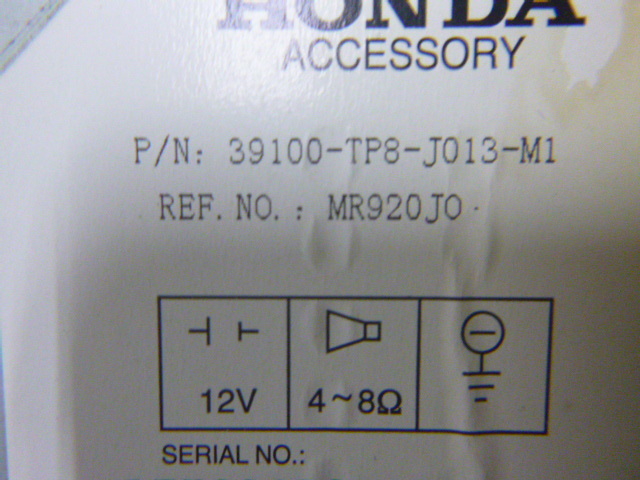 HONDA
ACCESSORY
P/N: 39100-TP8-J013-M1
REF.NO.: MR920J0
12V
4~8Ω
SERIAL NO.: